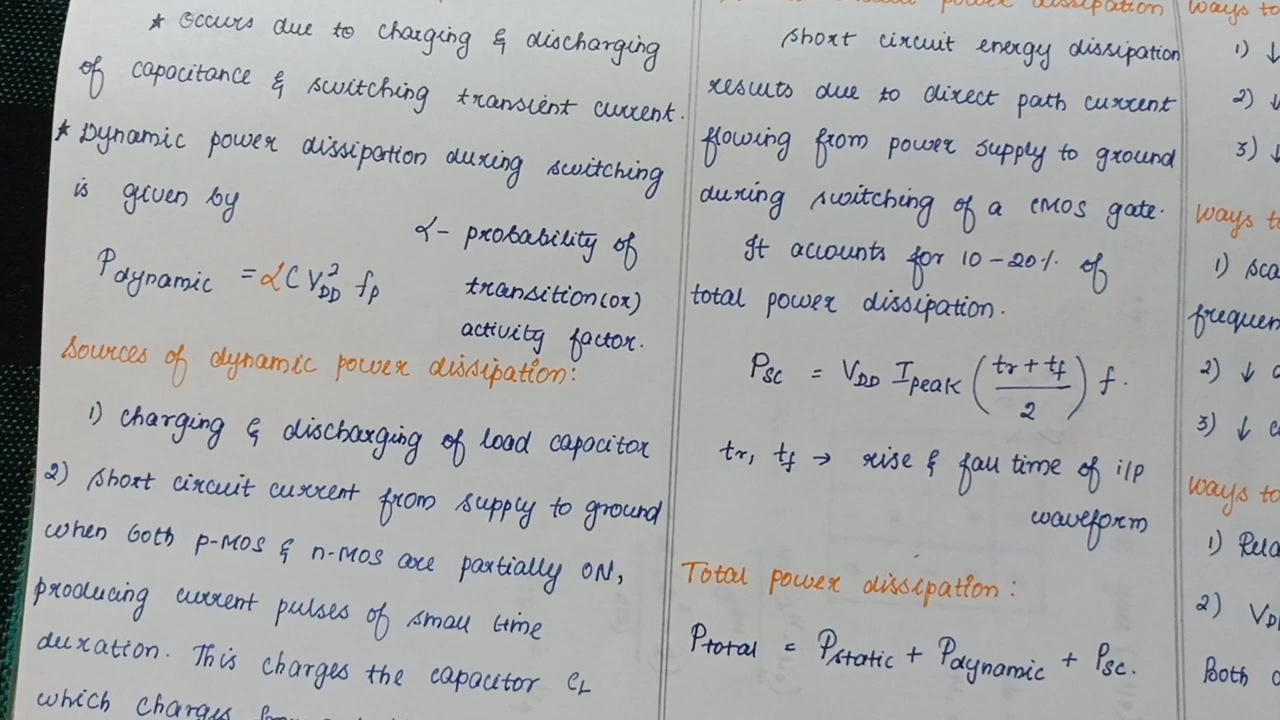 * Occurs due to charging & discharging
of capacitance & switching transient current.
* Dynamic power dissipation during switching
is given by
α - probability of
transition (or)
activity factor.
P dynamic = α C V²DD fp
Sources of dynamic power dissipation:
1) charging & discharging of load capacitor
2) short circuit current from supply to ground
when both p-MOS & n-MOS are partially ON,
producing current pulses of small time
duration. This charges the capacitor CL
which charges
power dissipation
short circuit energy dissipation
results due to direct path current
flowing from power supply to ground
during switching of a CMOS gate.
It accounts for 10-20% of
total power dissipation.
Psc = VDD Ipeak (tr + tf / 2) f.
tr, tf → rise & fall time of i/p
waveform
Total power dissipation:
Ptotal = Pstatic + Pdynamic + Psc.
ways to
1) ↓
2) ↓
3) ↓
ways to
1) sca
frequen
2) ↓
3) ↓
ways to
1) Rela
2) VD
Both